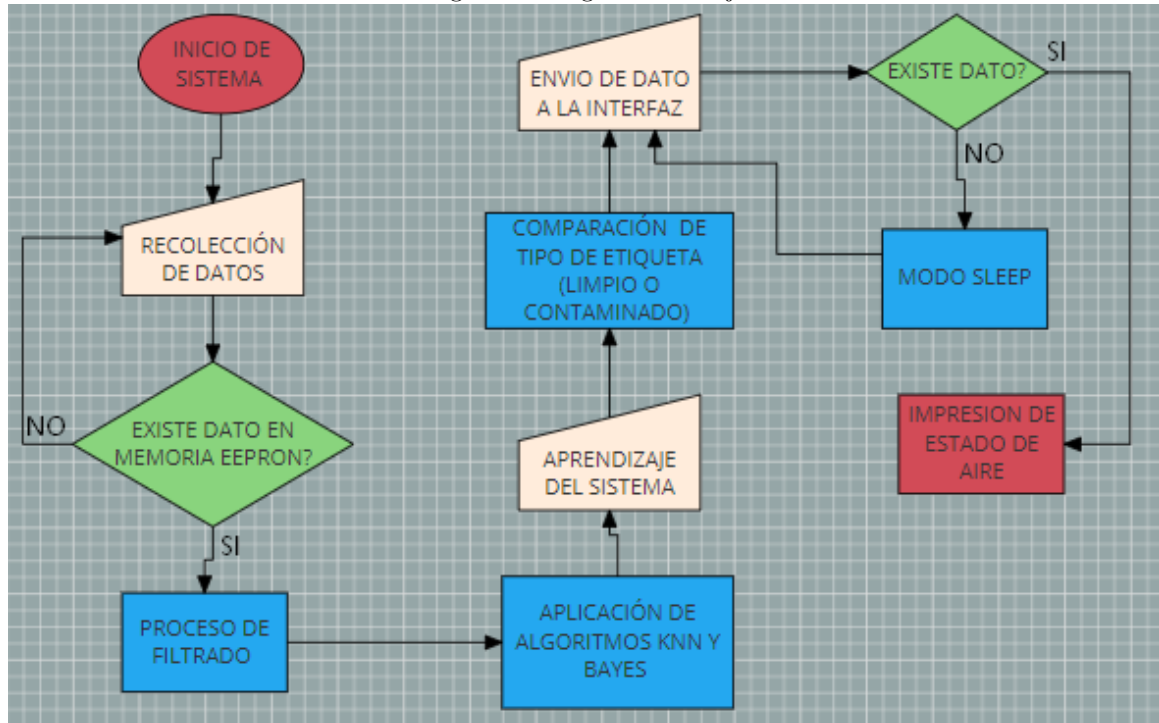 INICIO DE
SISTEMA
RECOLECCIÓN
DE DATOS
NO
EXISTE DATO EN
MEMORIA EEPRON?
SI
PROCESO DE
FILTRADO
APLICACIÓN DE
ALGORITMOS KNN Y
BAYES
APRENDIZAJE
DEL SISTEMA
COMPARACIÓN DE
TIPO DE ETIQUETA
(LIMPIO O
CONTAMINADO)
ENVIO DE DATO
A LA INTERFAZ
EXISTE DATO?
SI
NO
MODO SLEEP
IMPRESION DE
ESTADO DE
AIRE